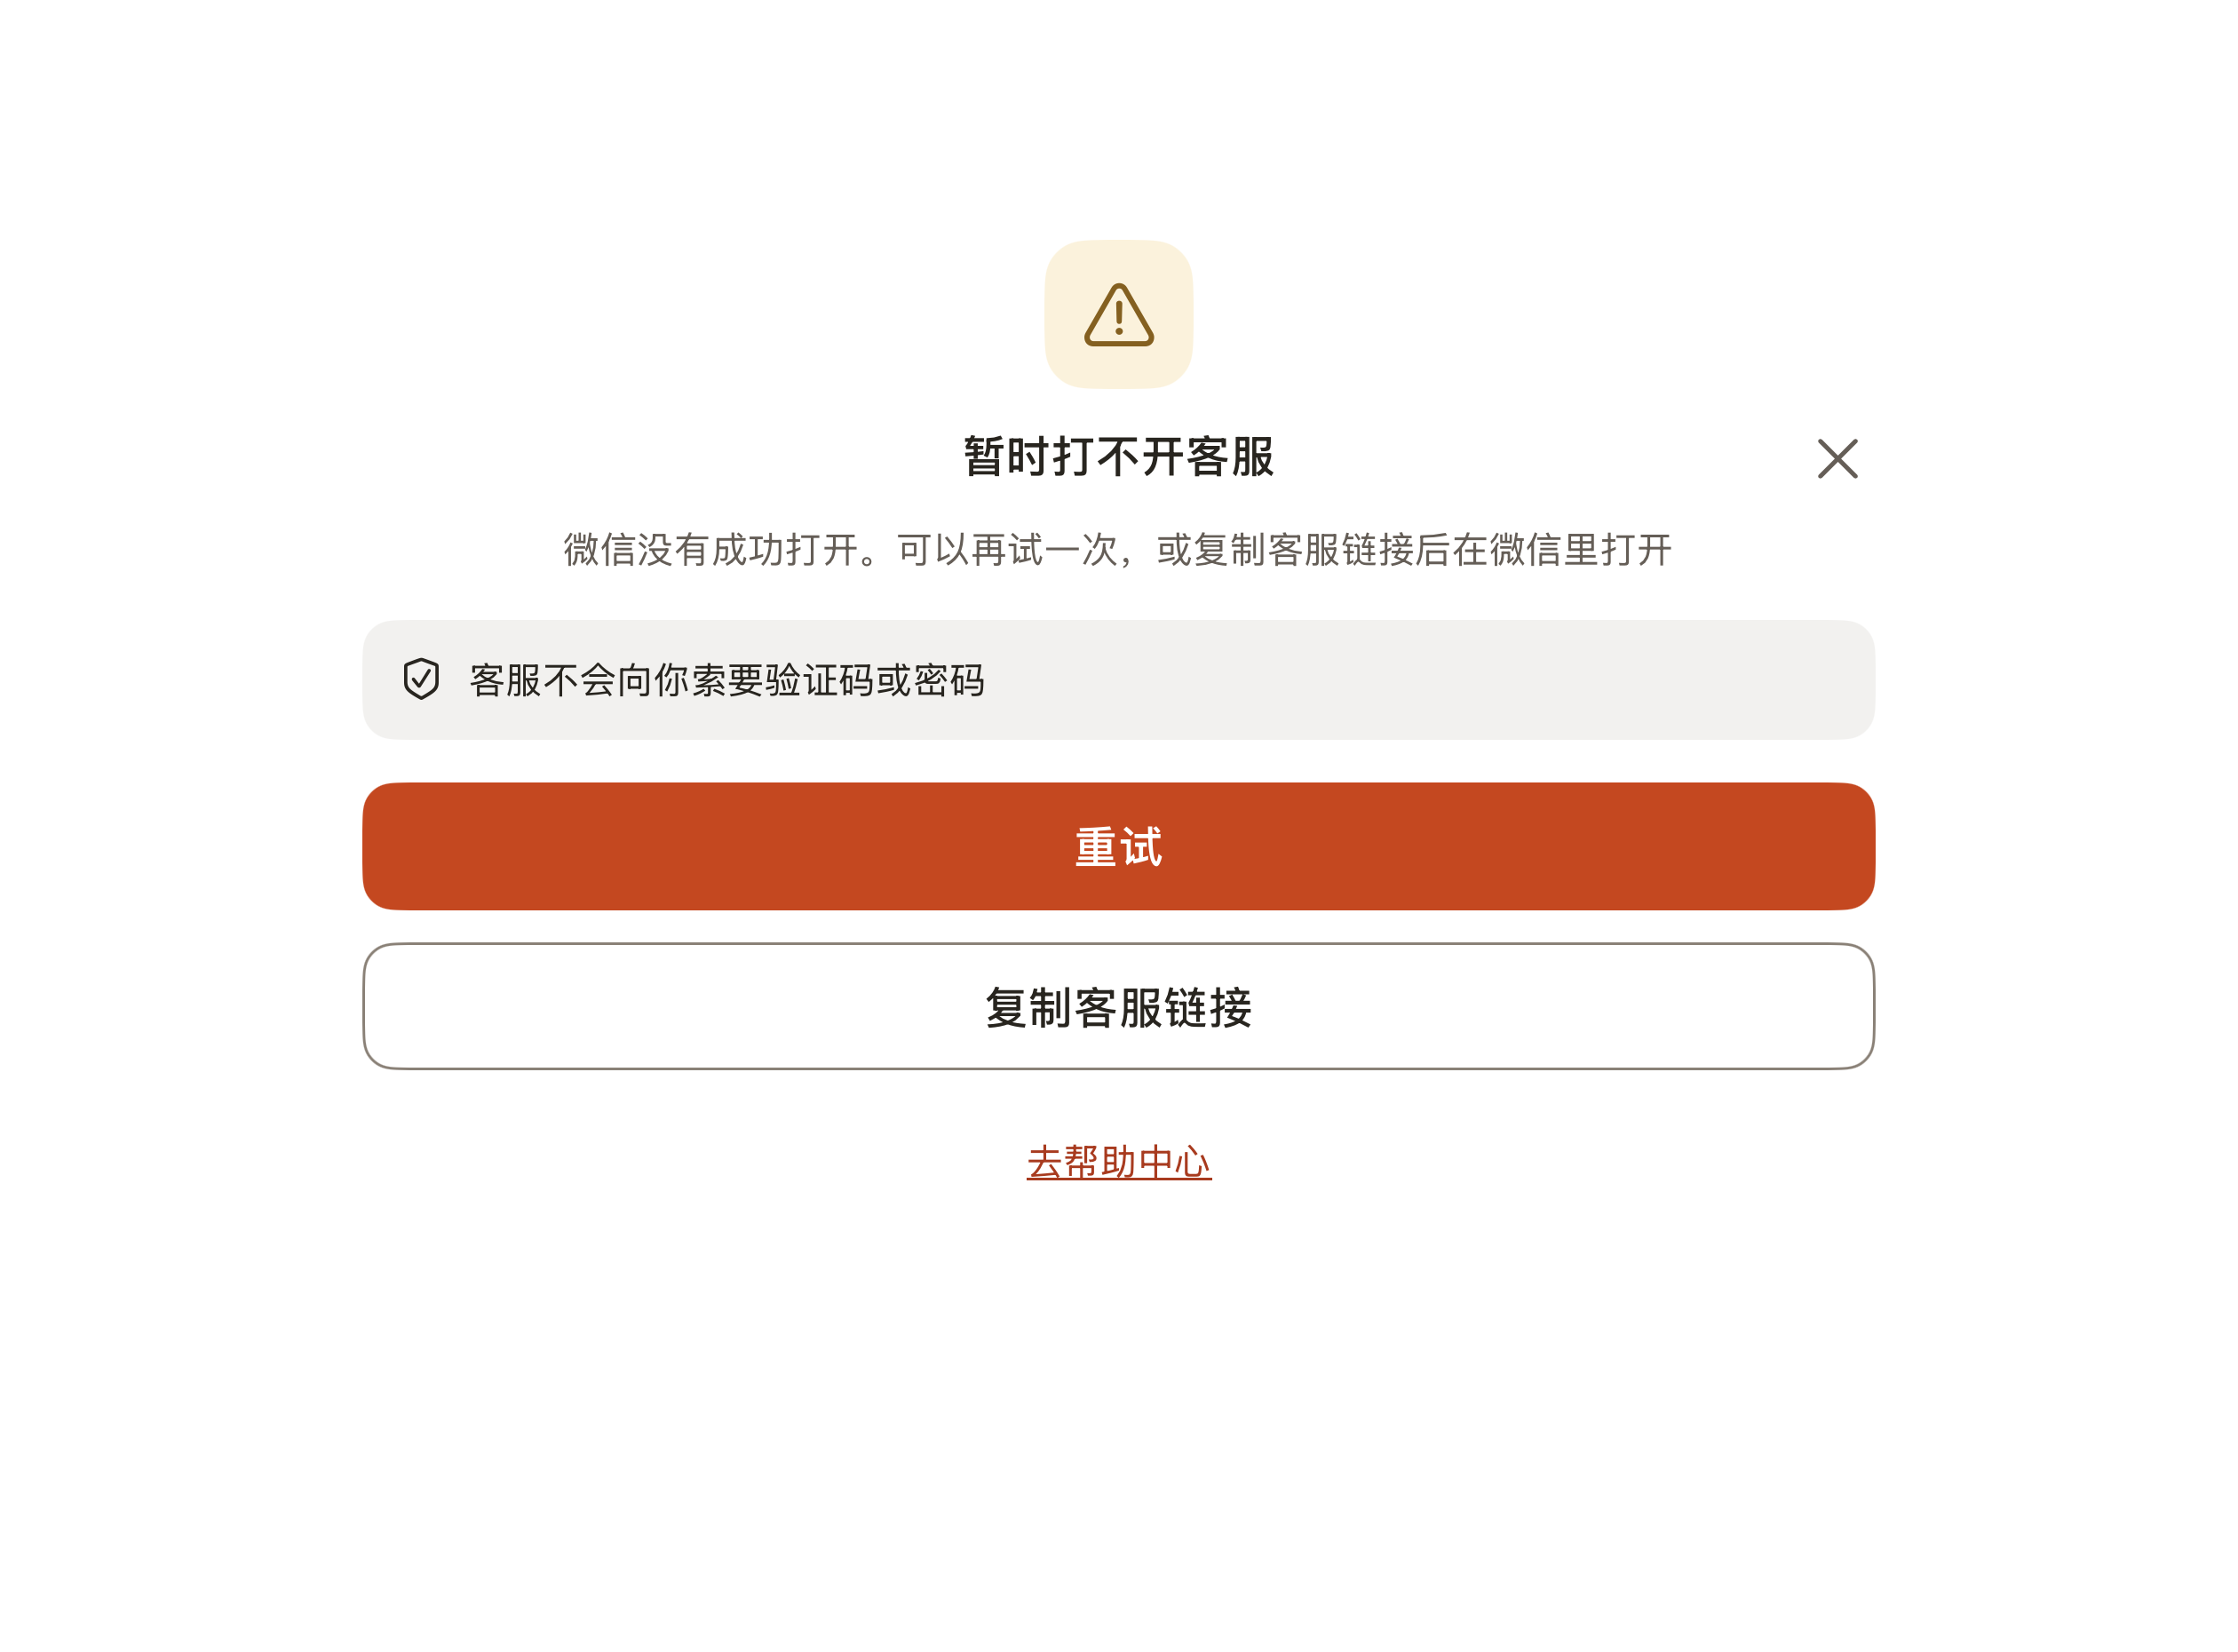 暂时打不开客服
微信没有成功打开。可以再试一次，或复制客服链接后在微信里打开
客服不会向你索要验证码或密码
重试
复制客服链接
去帮助中心